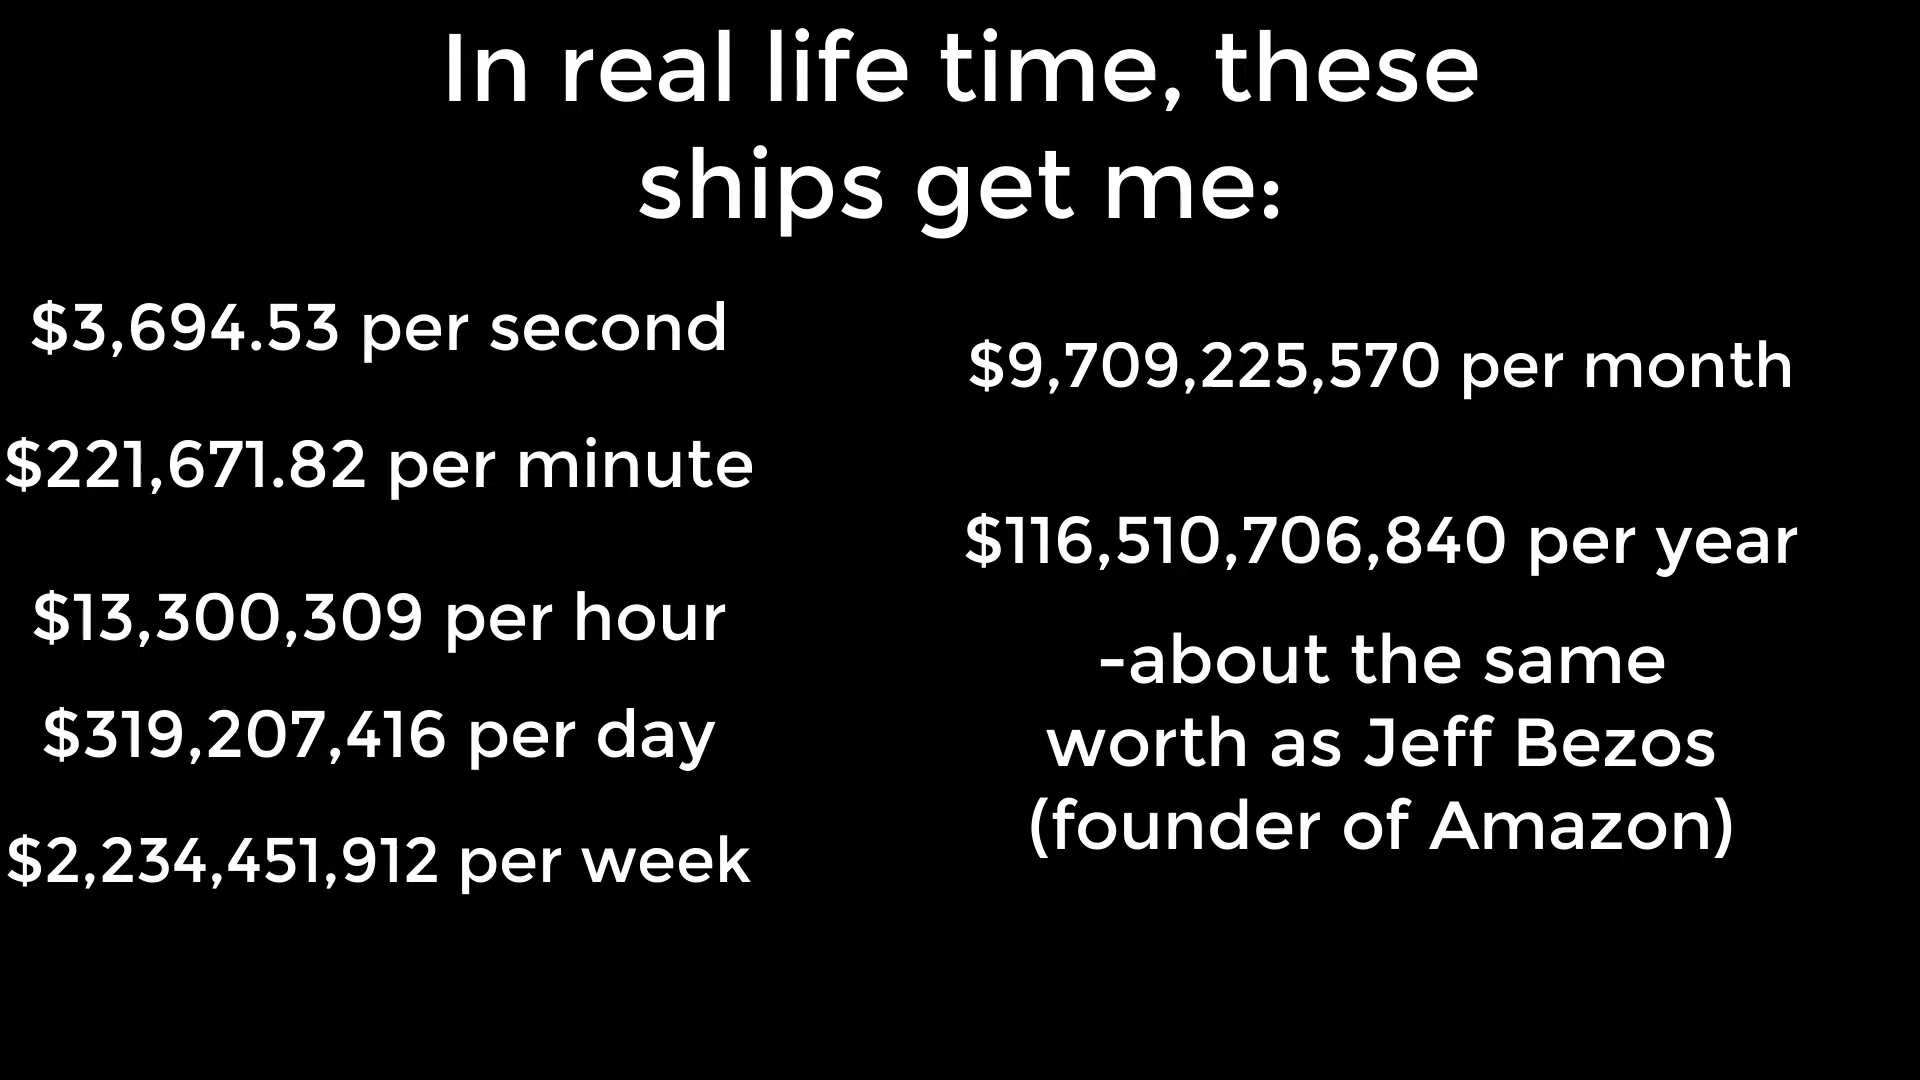 In real life time, these
ships get me:
$3,694.53 per second
$221,671.82 per minute
$13,300,309 per hour
$319,207,416 per day
$2,234,451,912 per week
$9,709,225,570 per month
$116,510,706,840 per year
-about the same
worth as Jeff Bezos
(founder of Amazon)